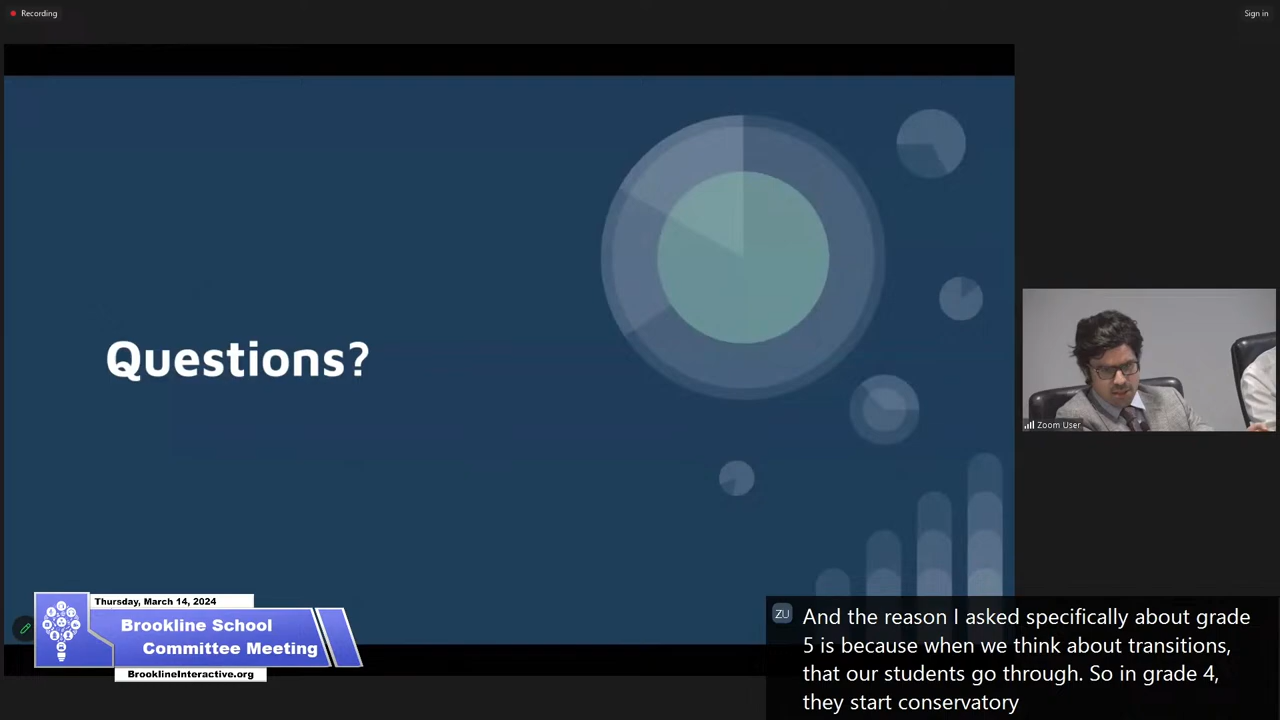 Recording
Sign in
Questions?
Zoom User
Thursday, March 14, 2024
Brookline School
Committee Meeting
BrooklineInteractive.org
ZU
And the reason I asked specifically about grade
5 is because when we think about transitions,
that our students go through. So in grade 4,
they start conservatory